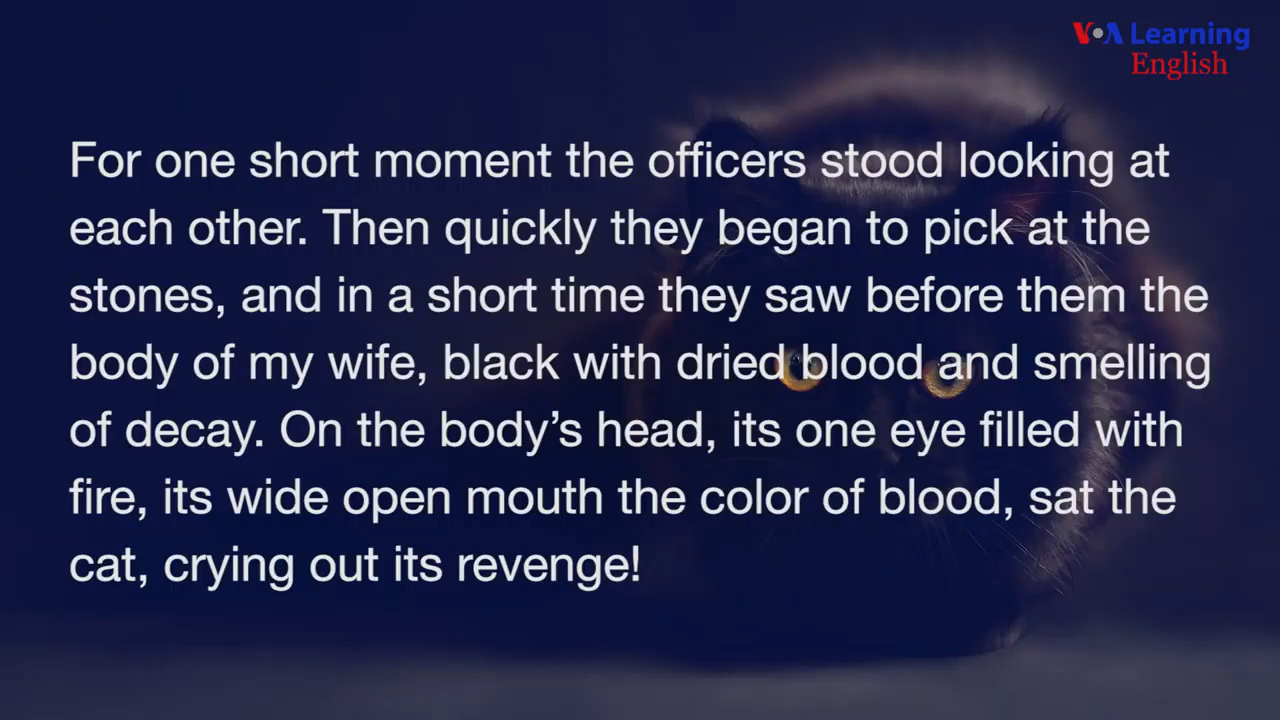 VOA Learning
English
For one short moment the officers stood looking at
each other. Then quickly they began to pick at the
stones, and in a short time they saw before them the
body of my wife, black with dried blood and smelling
of decay. On the body’s head, its one eye filled with
fire, its wide open mouth the color of blood, sat the
cat, crying out its revenge!